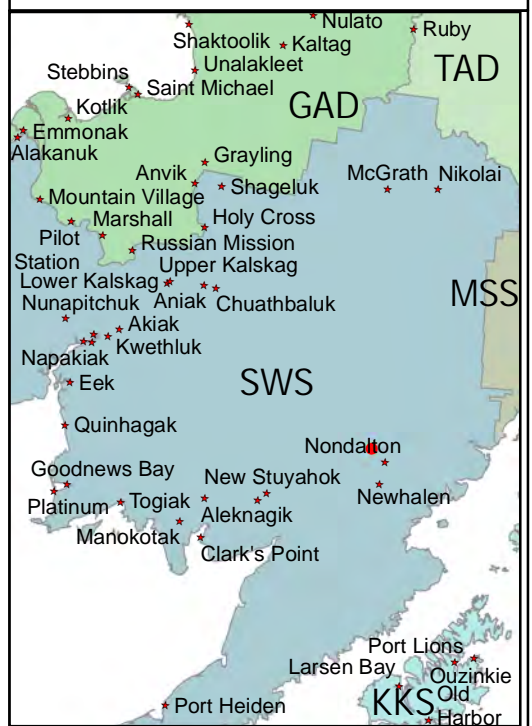 Nulato
Ruby
Shaktoolik
Kaltag
Unalakleet
TAD
Stebbins
Saint Michael
GAD
Kotlik
Emmonak
Alakanuk
Grayling
Anvik
McGrath
Nikolai
Shageluk
Mountain Village
Marshall
Holy Cross
Pilot
Station
Russian Mission
Upper Kalskag
Lower Kalskag
MSS
Nunapitchuk
Aniak
Chuathbaluk
Akiak
Kwethluk
Napakiak
SWS
Eek
Quinhagak
Nondalton
Goodnews Bay
New Stuyahok
Newhalen
Platinum
Togiak
Aleknagik
Manokotak
Clark's Point
Port Lions
Larsen Bay
Ouzinkie
KKS
Old
Harbor
Port Heiden